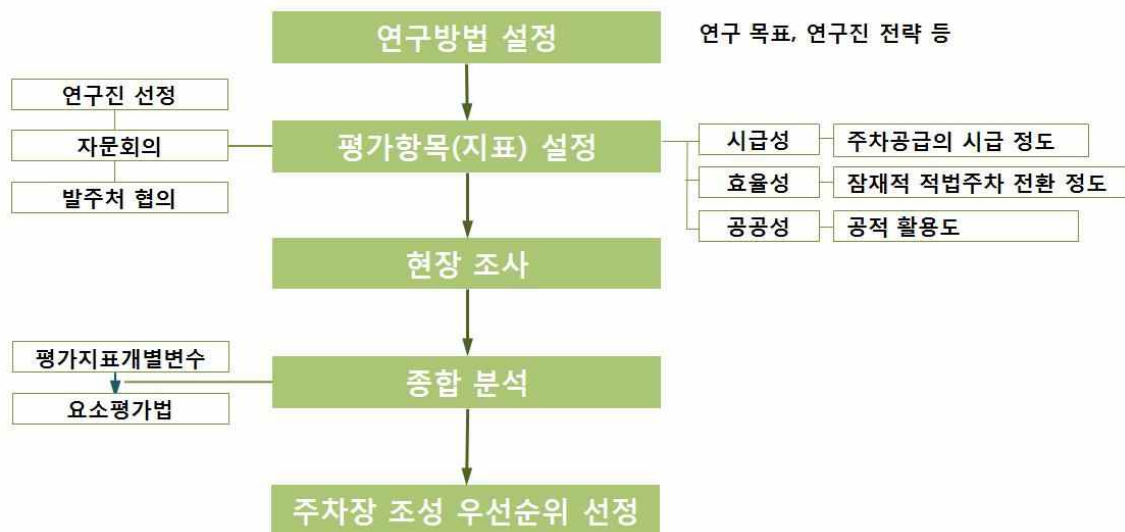 연구방법 설정
연구 목표, 연구진 전략 등
연구진 선정
자문회의
발주처 협의
평가항목(지표) 설정
시급성
주차공급의 시급 정도
효율성
잠재적 적법주차 전환 정도
공공성
공적 활용도
현장 조사
평가지표개별변수
요소평가법
종합 분석
주차장 조성 우선순위 선정